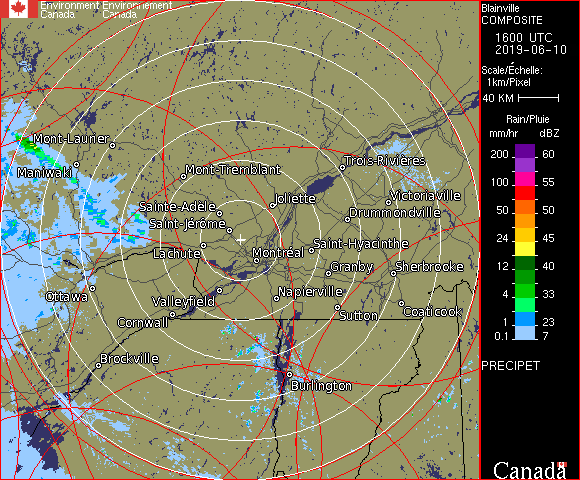 Environment Environnement
Canada Canada
Blainville
COMPOSITE
1600 UTC
2019-06-10
Scale/Échelle:
1km/Pixel
40 KM
Rain/Pluie
mm/hr dBZ
200 60
100 55
50 50
24 45
12 40
4 33
1 23
0.1 7
PRECIPET
Canada
Mont-Laurier
Maniwaki
Mont-Tremblant
Trois-Rivières
Joliette
Victoriaville
Sainte-Adèle
Drummondville
Saint-Jérôme
Lachute
Montréal
Saint-Hyacinthe
Granby
Sherbrooke
Ottawa
Valleyfield
Napierville
Cornwall
Sutton
Coaticook
Brockville
Burlington